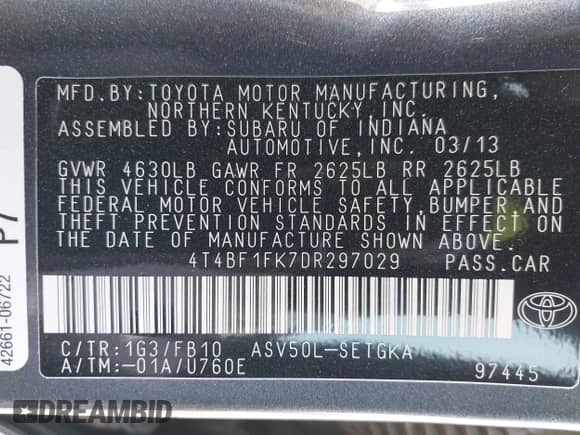 MFD.BY:TOYOTA MOTOR MANUFACTURING,
NORTHERN KENTUCKY,INC.
ASSEMBLED BY:SUBARU OF INDIANA
AUTOMOTIVE,INC. 03/13
GVWR 4630LB GAWR FR 2625LB RR 2625LB
THIS VEHICLE CONFORMS TO ALL APPLICABLE
FEDERAL MOTOR VEHICLE SAFETY,BUMPER AND
THEFT PREVENTION STANDARDS IN EFFECT ON
THE DATE OF MANUFACTURE SHOWN ABOVE.
4T4BF1FK7DR297029 PASS.CAR
C/TR:1G3/FB10 ASV50L-SETGKA
A/TM:-01A/U760E 97445
TOYOTA
P7
42661-06722
DREAMBID